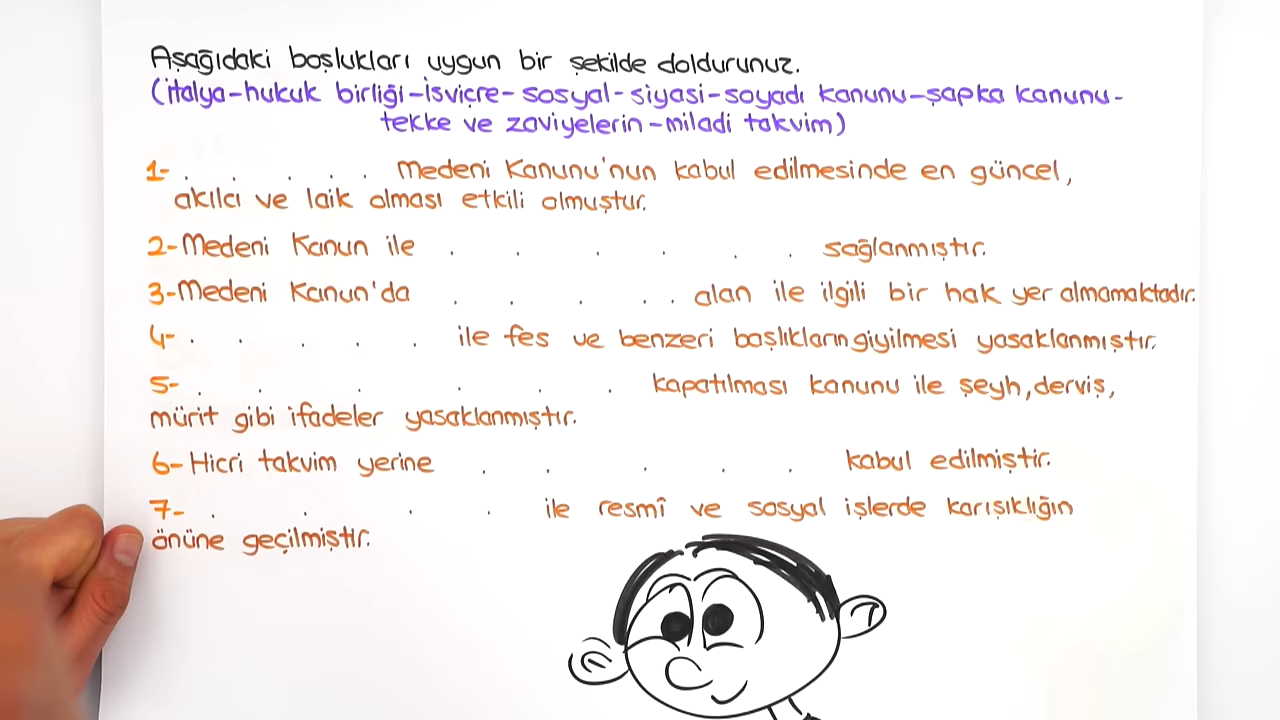 Aşağıdaki boşlukları uygun bir şekilde doldurunuz.
(İtalya-hukuk birliği-İsviçre-sosyal-siyasi-soyadı kanunu-şapka kanunu-
tekke ve zaviyelerin-miladi takvim)
1- . . . . . Medeni Kanunu'nun kabul edilmesinde en güncel,
akılcı ve laik olması etkili olmuştur.
2-Medeni Kanun ile . . . . . . sağlanmıştır.
3-Medeni Kanun'da . . . . . alan ile ilgili bir hak yer almamaktadır.
4- . . . . . ile fes ve benzeri başlıkların giyilmesi yasaklanmıştır.
5- . . . . . . kapatılması kanunu ile şeyh, derviş,
mürit gibi ifadeler yasaklanmıştır.
6-Hicri takvim yerine . . . . . kabul edilmiştir.
7- . . . . ile resmî ve sosyal işlerde karışıklığın
önüne geçilmiştir.